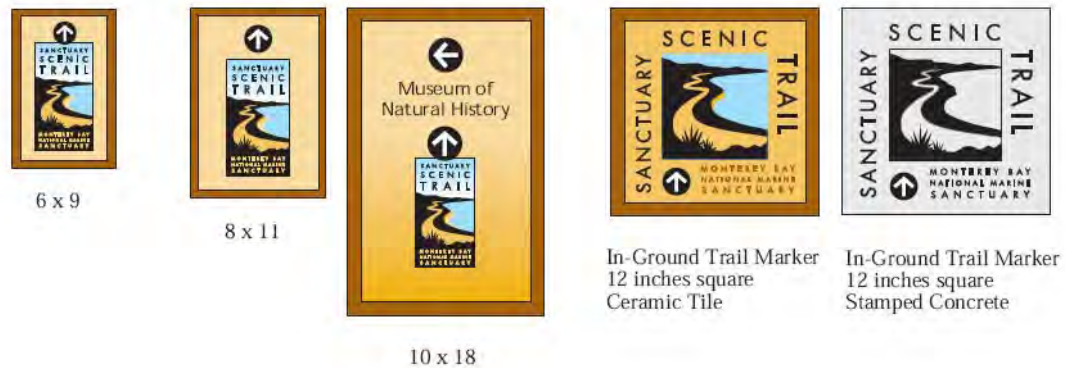 SANCTUARY
SCENIC
TRAIL
MONTEREY BAY
NATIONAL MARINE
SANCTUARY
6 x 9
SANCTUARY
SCENIC
TRAIL
MONTEREY BAY
NATIONAL MARINE
SANCTUARY
8 x 11
Museum of
Natural History
SANCTUARY
SCENIC
TRAIL
MONTEREY BAY
NATIONAL MARINE
SANCTUARY
10 x 18
SANCTUARY
SCENIC
TRAIL
MONTEREY BAY
NATIONAL MARINE
SANCTUARY
In-Ground Trail Marker
12 inches square
Ceramic Tile
SANCTUARY
SCENIC
TRAIL
MONTEREY BAY
NATIONAL MARINE
SANCTUARY
In-Ground Trail Marker
12 inches square
Stamped Concrete